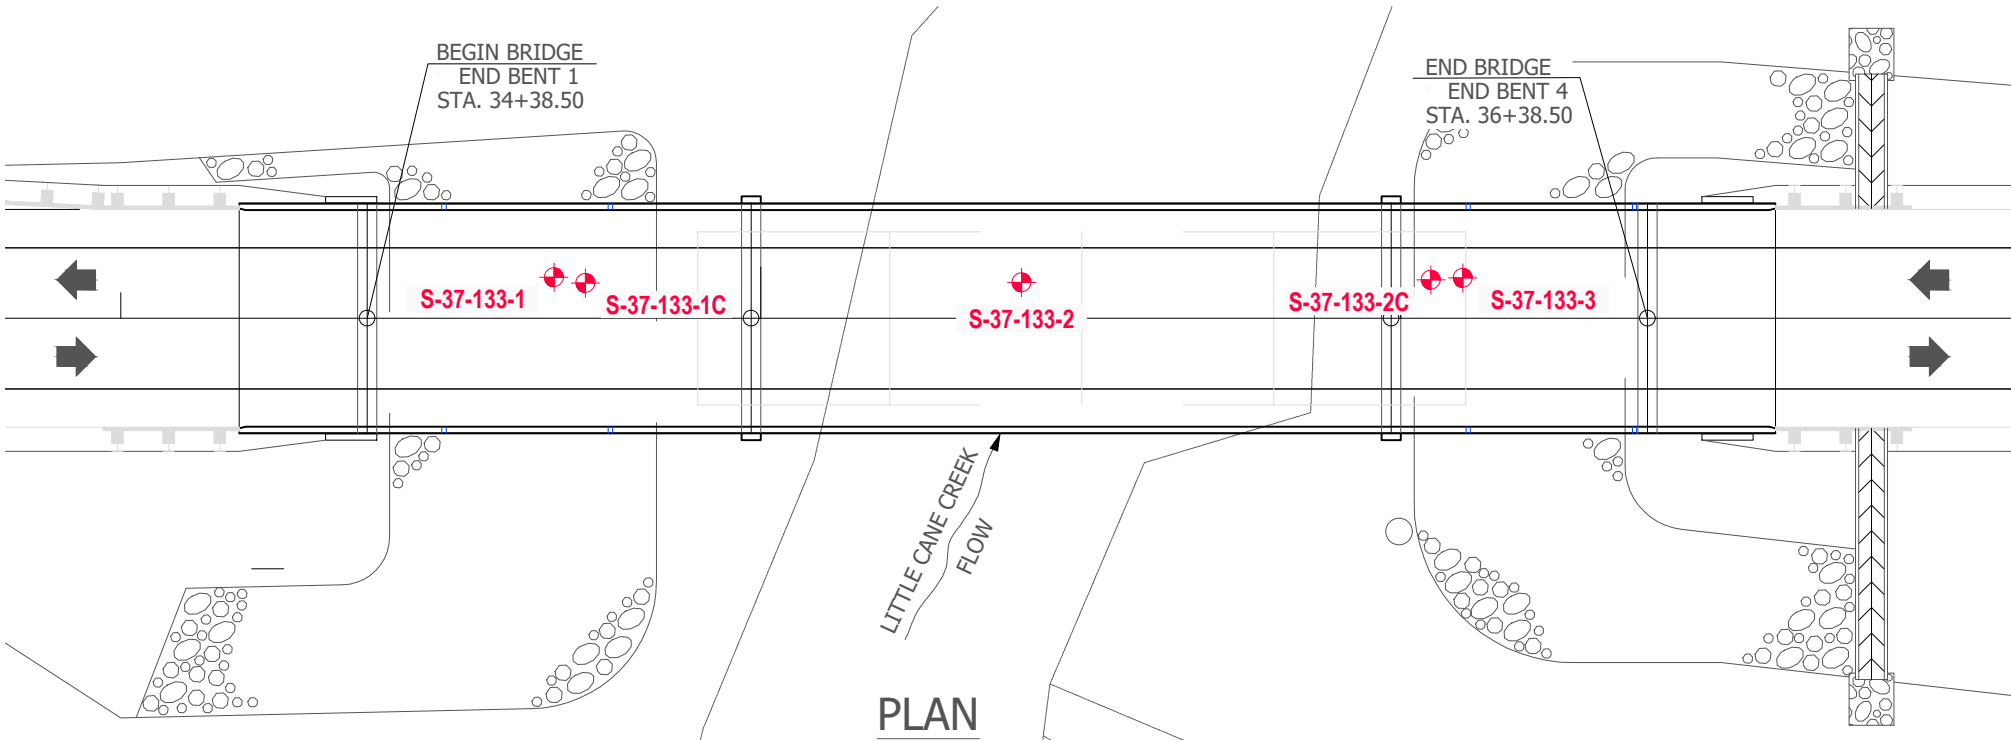 BEGIN BRIDGE
END BENT 1
STA. 34+38.50
END BRIDGE
END BENT 4
STA. 36+38.50
S-37-133-1
S-37-133-1C
S-37-133-2
S-37-133-2C
S-37-133-3
LITTLE CANE CREEK
FLOW
PLAN